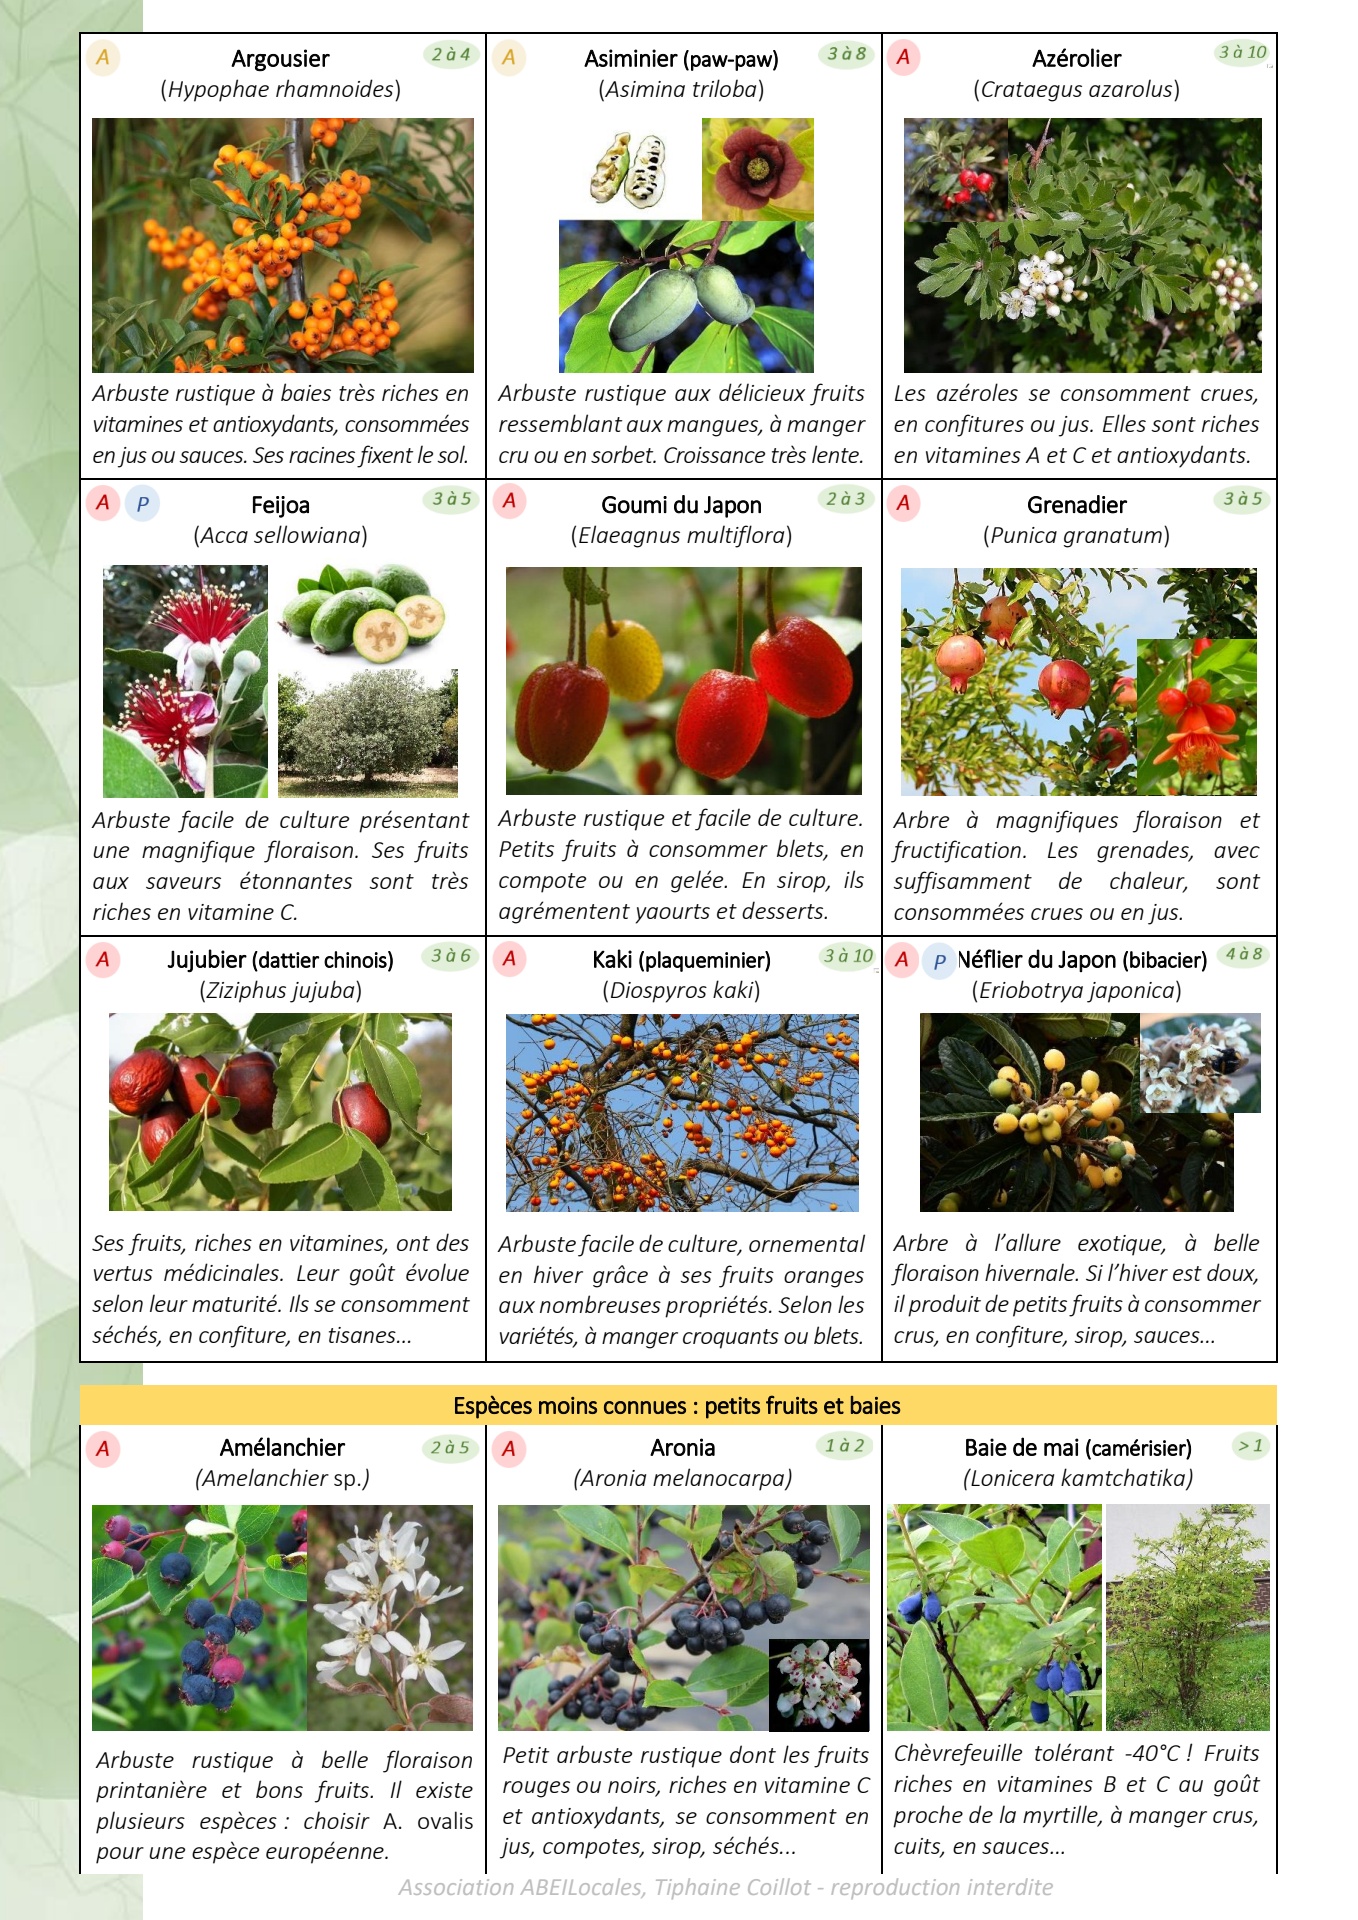 A
Argousier
2 à 4
(Hypophae rhamnoides)
Arbuste rustique à baies très riches en
vitamines et antioxydants, consommées
en jus ou sauces. Ses racines fixent le sol.
A
Asiminier (paw-paw)
3 à 8
(Asimina triloba)
Arbuste rustique aux délicieux fruits
ressemblant aux mangues, à manger
cru ou en sorbet. Croissance très lente.
A
Azérolier
3 à 10
(Crataegus azarolus)
Les azéroles se consomment crues,
en confitures ou jus. Elles sont riches
en vitamines A et C et antioxydants.
A P
Feijoa
3 à 5
(Acca sellowiana)
Arbuste facile de culture présentant
une magnifique floraison. Ses fruits
aux saveurs étonnantes sont très
riches en vitamine C.
A
Goumi du Japon
2 à 3
(Elaeagnus multiflora)
Arbuste rustique et facile de culture.
Petits fruits à consommer blets, en
compote ou en gelée. En sirop, ils
agrémentent yaourts et desserts.
A
Grenadier
3 à 5
(Punica granatum)
Arbre à magnifiques floraison et
fructification. Les grenades, avec
suffisamment de chaleur, sont
consommées crues ou en jus.
A
Jujubier (dattier chinois)
3 à 6
(Ziziphus jujuba)
Ses fruits, riches en vitamines, ont des
vertus médicinales. Leur goût évolue
selon leur maturité. Ils se consomment
séchés, en confiture, en tisanes...
A
Kaki (plaqueminier)
3 à 10
(Diospyros kaki)
Arbuste facile de culture, ornemental
en hiver grâce à ses fruits oranges
aux nombreuses propriétés. Selon les
variétés, à manger croquants ou blets.
A P
Néflier du Japon (bibacier)
4 à 8
(Eriobotrya japonica)
Arbre à l’allure exotique, à belle
floraison hivernale. Si l’hiver est doux,
il produit de petits fruits à consommer
crus, en confiture, sirop, sauces...
Espèces moins connues : petits fruits et baies
A
Amélanchier
2 à 5
(Amelanchier sp.)
Arbuste rustique à belle floraison
printanière et bons fruits. Il existe
plusieurs espèces : choisir A. ovalis
pour une espèce européenne.
A
Aronia
1 à 2
(Aronia melanocarpa)
Petit arbuste rustique dont les fruits
rouges ou noirs, riches en vitamine C
et antioxydants, se consomment en
jus, compotes, sirop, séchés...
Baie de mai (camérisier)
> 1
(Lonicera kamtchatika)
Chèvrefeuille tolérant -40°C ! Fruits
riches en vitamines B et C au goût
proche de la myrtille, à manger crus,
cuits, en sauces...
Association ABEILocales, Tiphaine Coillot - reproduction interdite